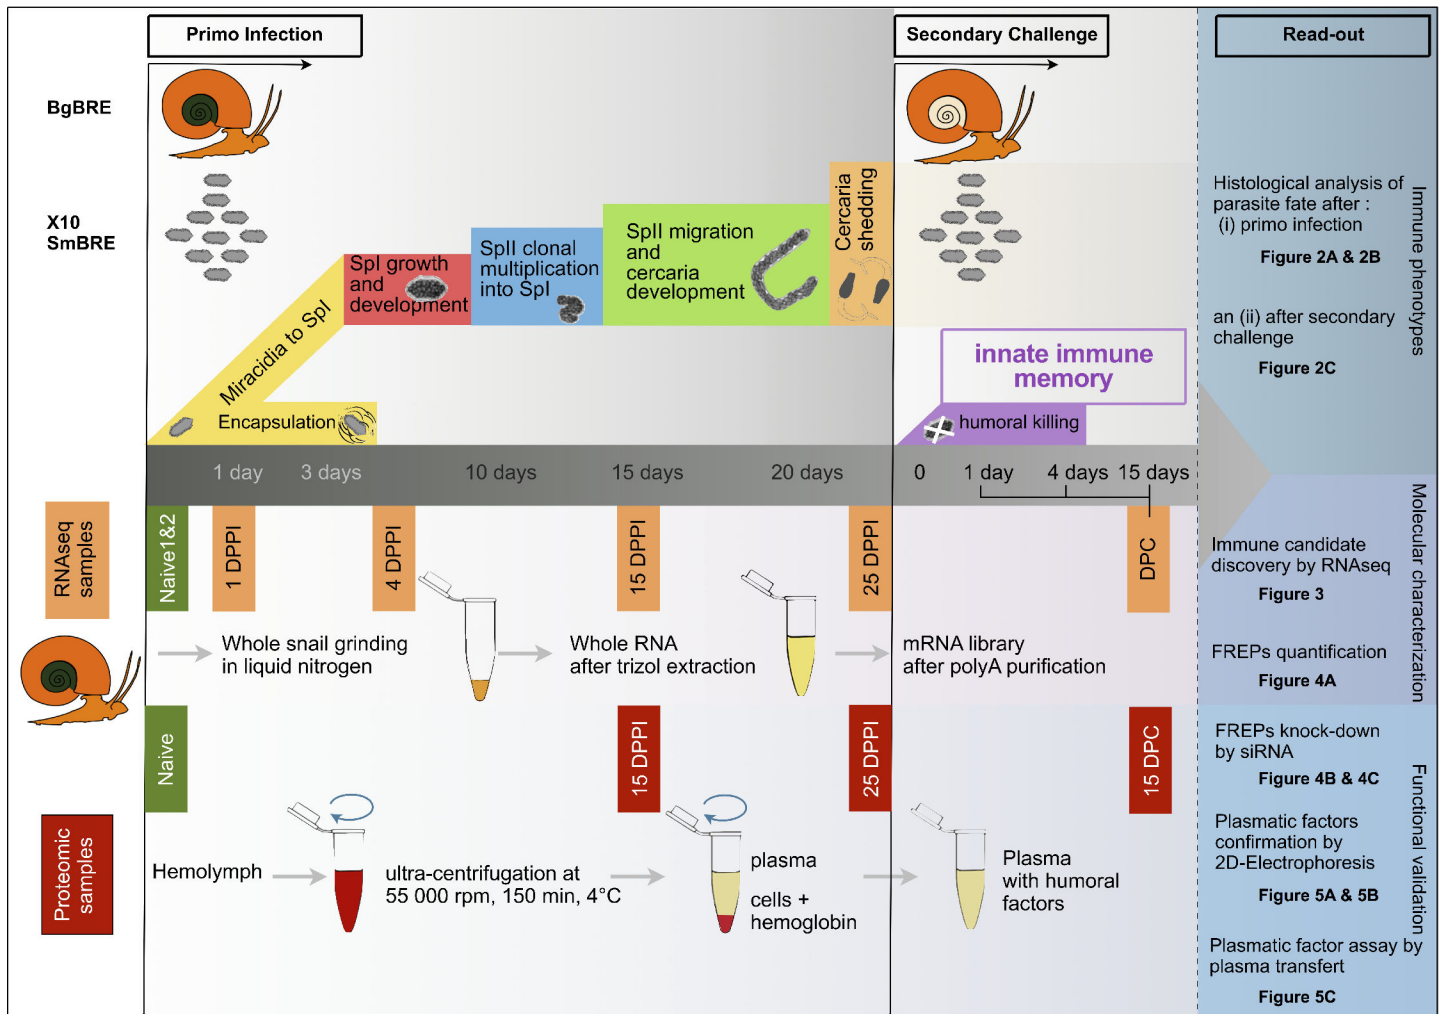 Primo Infection
Secondary Challenge
Read-out
BgBRE
X10
SmBRE
Miracidia to SpI
Encapsulation
SpI growth
and
development
SpII clonal
multiplication
into SpI
SpII migration
and
cercaria
development
Cercaria
shedding
innate immune
memory
humoral killing
Histological analysis of
parasite fate after :
(i) primo infection
Figure 2A & 2B
an (ii) after secondary
challenge
Figure 2C
Immune phenotypes
1 day
3 days
10 days
15 days
20 days
0
1 day
4 days
15 days
RNAseq
samples
Naive1&2
1 DPPI
4 DPPI
15 DPPI
25 DPPI
DPC
Whole snail grinding
in liquid nitrogen
Whole RNA
after trizol extraction
mRNA library
after polyA purification
Immune candidate
discovery by RNAseq
Figure 3
FREPs quantification
Figure 4A
Molecular characterization
Proteomic
samples
Naive
15 DPPI
25 DPPI
15 DPC
Hemolymph
ultra-centrifugation at
55 000 rpm, 150 min, 4°C
plasma
cells +
hemoglobin
Plasma
with humoral
factors
FREPs knock-down
by siRNA
Figure 4B & 4C
Plasmatic factors
confirmation by
2D-Electrophoresis
Figure 5A & 5B
Plasmatic factor assay by
plasma transfert
Figure 5C
Functional validation